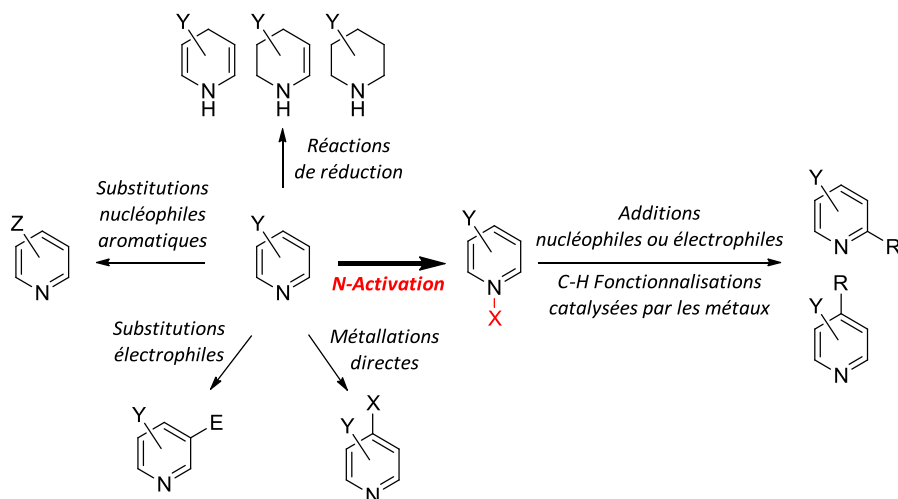 Y
Y
Y
N
H
N
H
N
H
Réactions
de réduction
Substitutions
nucléophiles
aromatiques
Z
N
Y
N
N-Activation
Y
N
X
Additions
nucléophiles ou électrophiles
C-H Fonctionnalisations
catalysées par les métaux
Y
N
R
R
Y
N
Substitutions
électrophiles
Métallations
directes
Y
E
N
X
Y
N